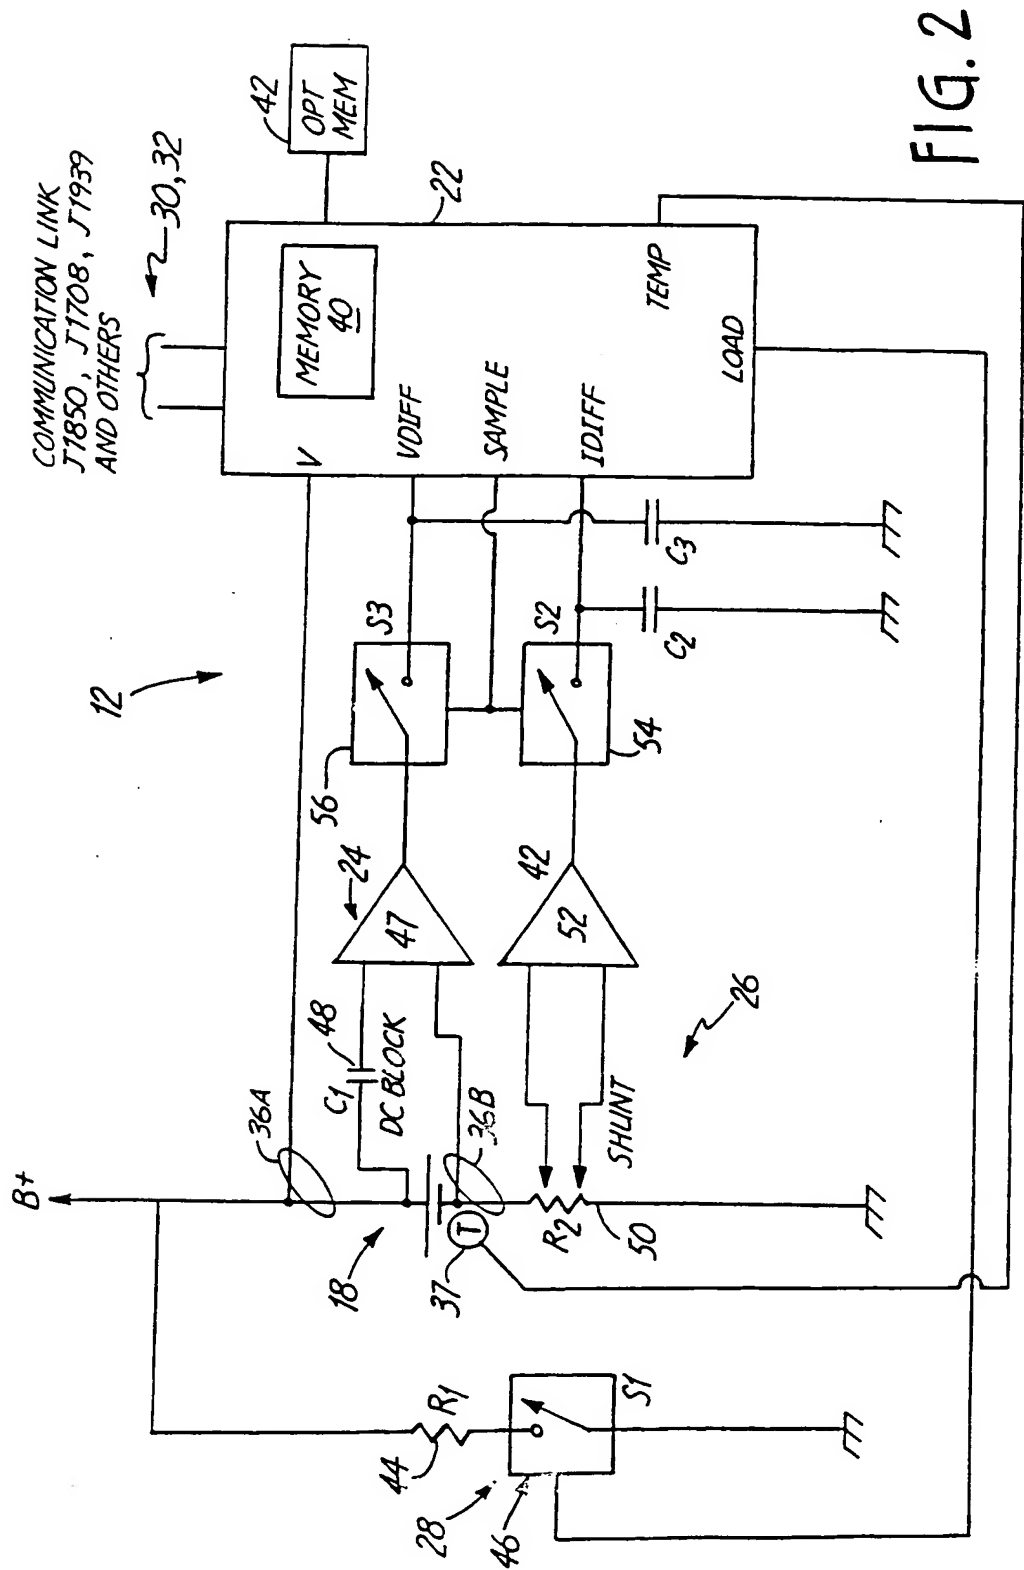 COMMUNICATION LINK
J1850, J1708, J1939
AND OTHERS
30,32
42
OPT
MEM
22
MEMORY
40
V
VDIFF
SAMPLE
IDIFF
TEMP
LOAD
12
S3
56
S2
54
C3
C2
24
47
42
52
26
B+
36A
C1
48
DC BLOCK
36B
18
37
T
R2
50
SHUNT
R1
44
28
46
S1
FIG. 2